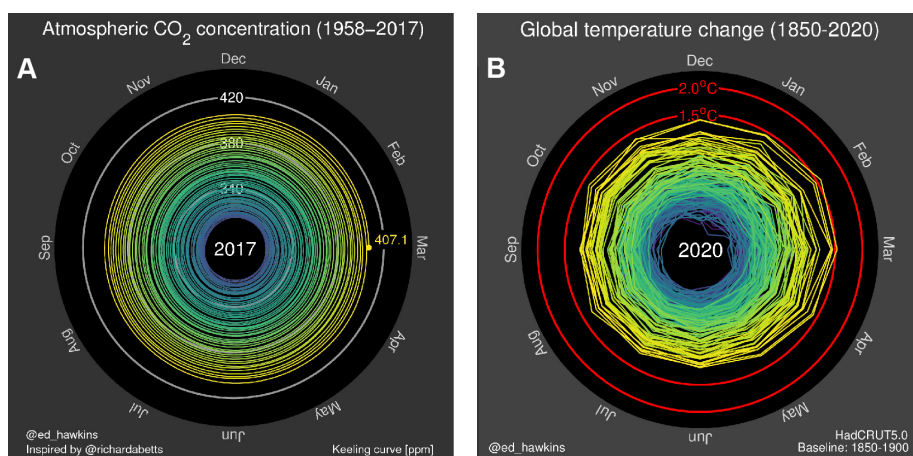 Atmospheric CO2 concentration (1958–2017)
A
Dec
Nov
Jan
420
Oct
380
Feb
340
Sep
2017
407.1
Mar
Aug
Apr
Jul
May
Jun
@ed_hawkins
Inspired by @richardabetts
Keeling curve [ppm]
Global temperature change (1850-2020)
B
Dec
Nov
Jan
2.0°C
1.5°C
Oct
Feb
Sep
2020
Mar
Aug
Apr
Jul
May
Jun
@ed_hawkins
HadCRUT5.0
Baseline: 1850-1900